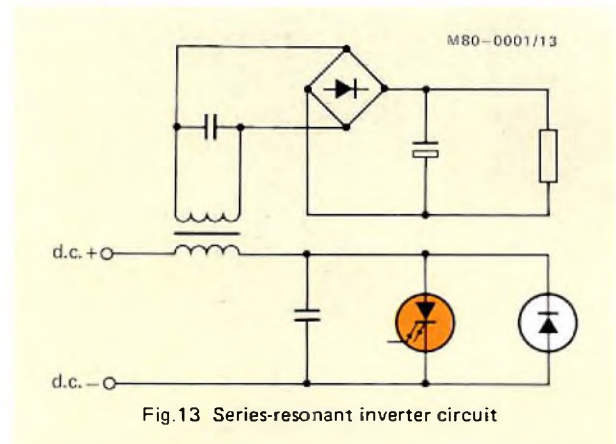 M80-0001/13
d.c.+
d.c.-
Fig.13 Series-resonant inverter circuit